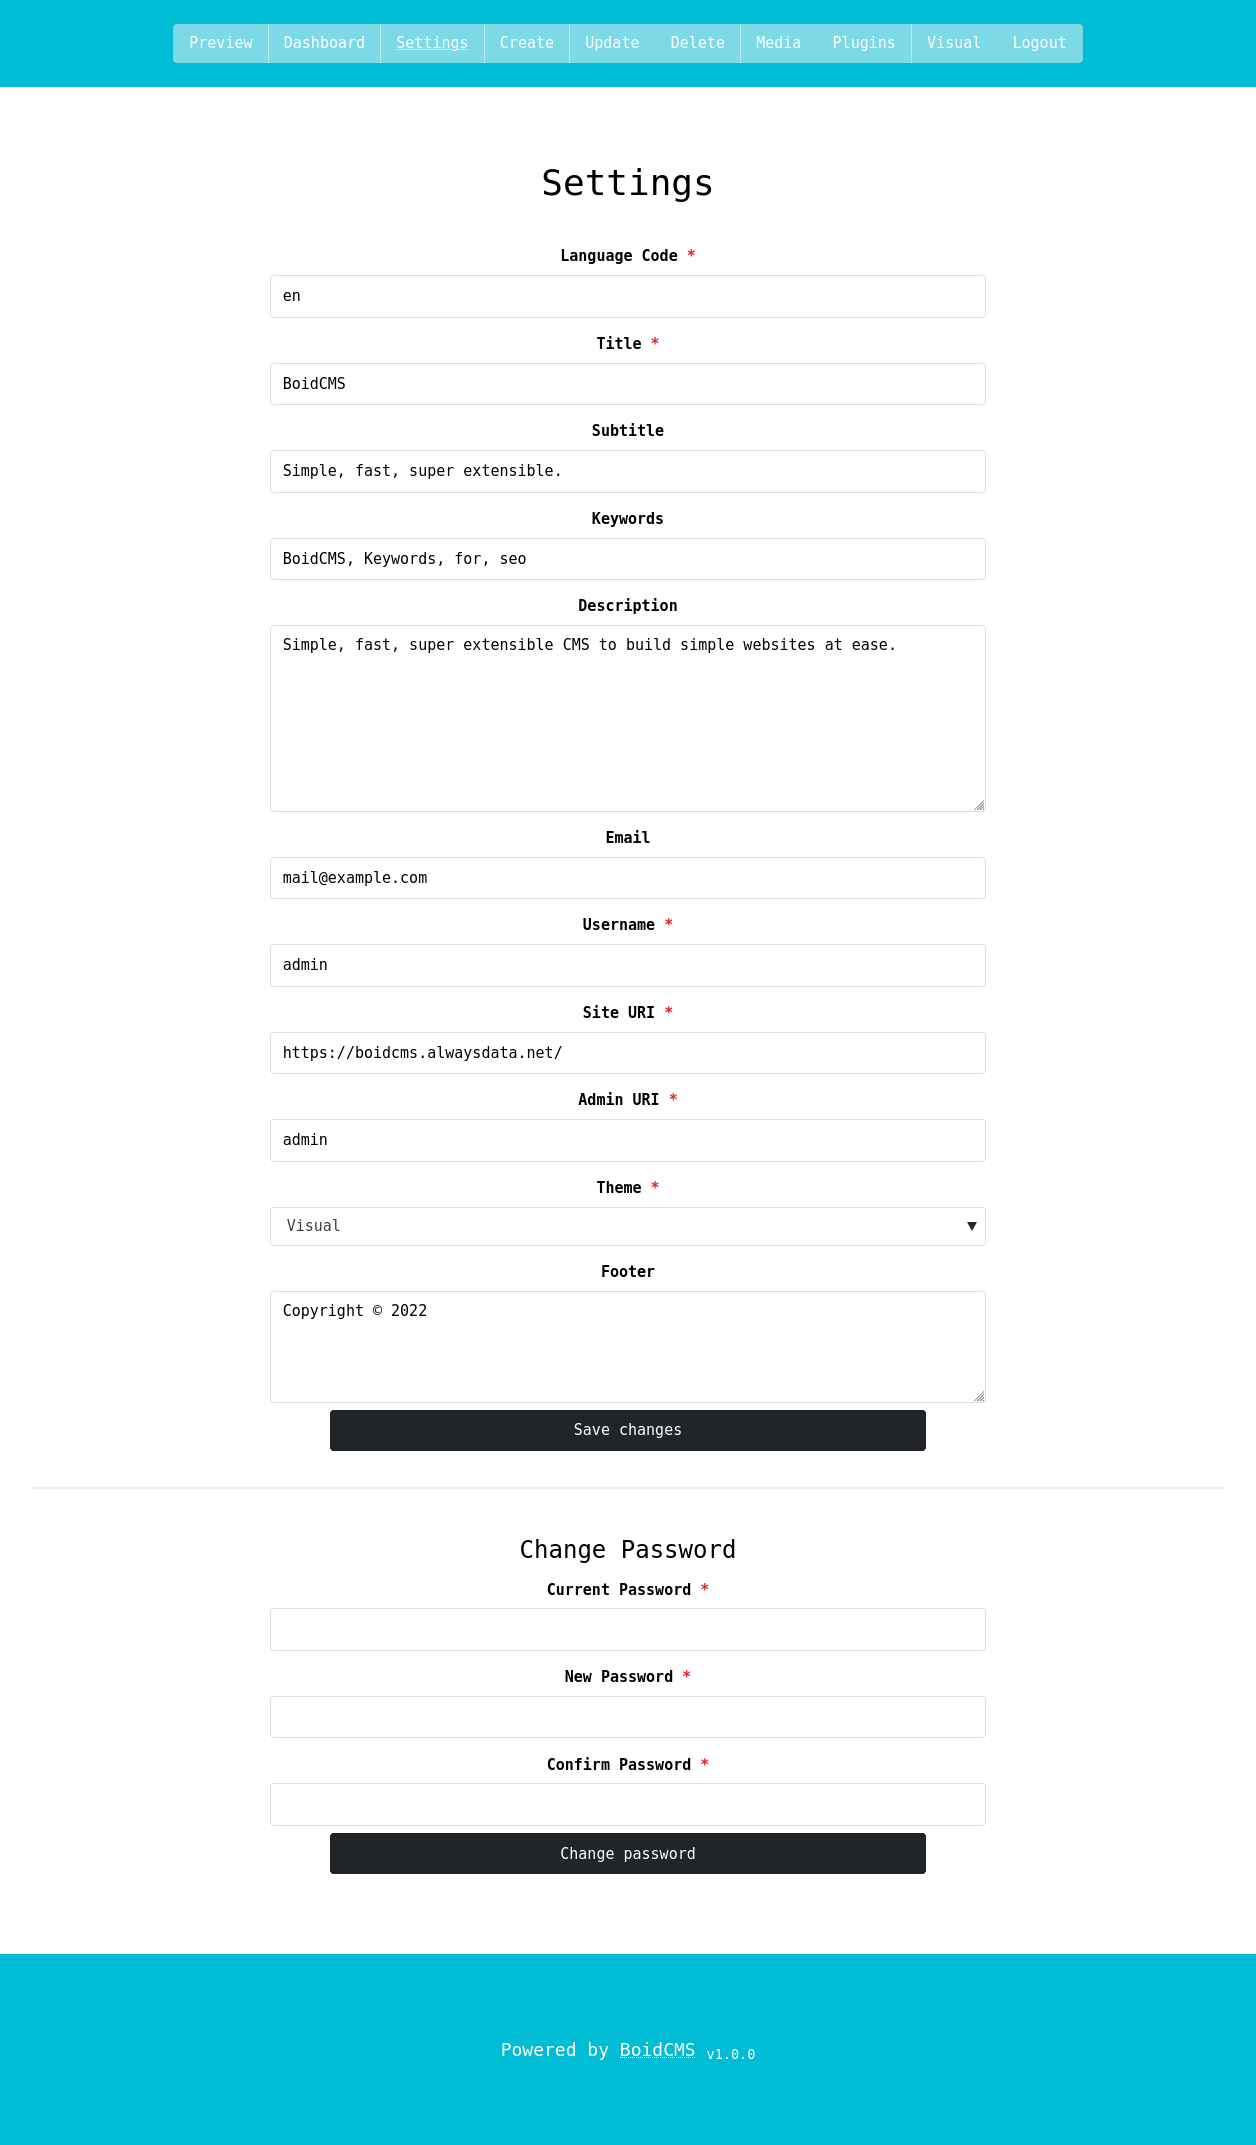 Preview Dashboard Settings Create Update Delete Media Plugins Visual Logout
Settings
Language Code *
en
Title *
BoidCMS
Subtitle
Simple, fast, super extensible.
Keywords
BoidCMS, Keywords, for, seo
Description
Simple, fast, super extensible CMS to build simple websites at ease.
Email
mail@example.com
Username *
admin
Site URI *
https://boidcms.alwaysdata.net/
Admin URI *
admin
Theme *
Visual
Footer
Copyright © 2022
Save changes
Change Password
Current Password *
New Password *
Confirm Password *
Change password
Powered by BoidCMS v1.0.0